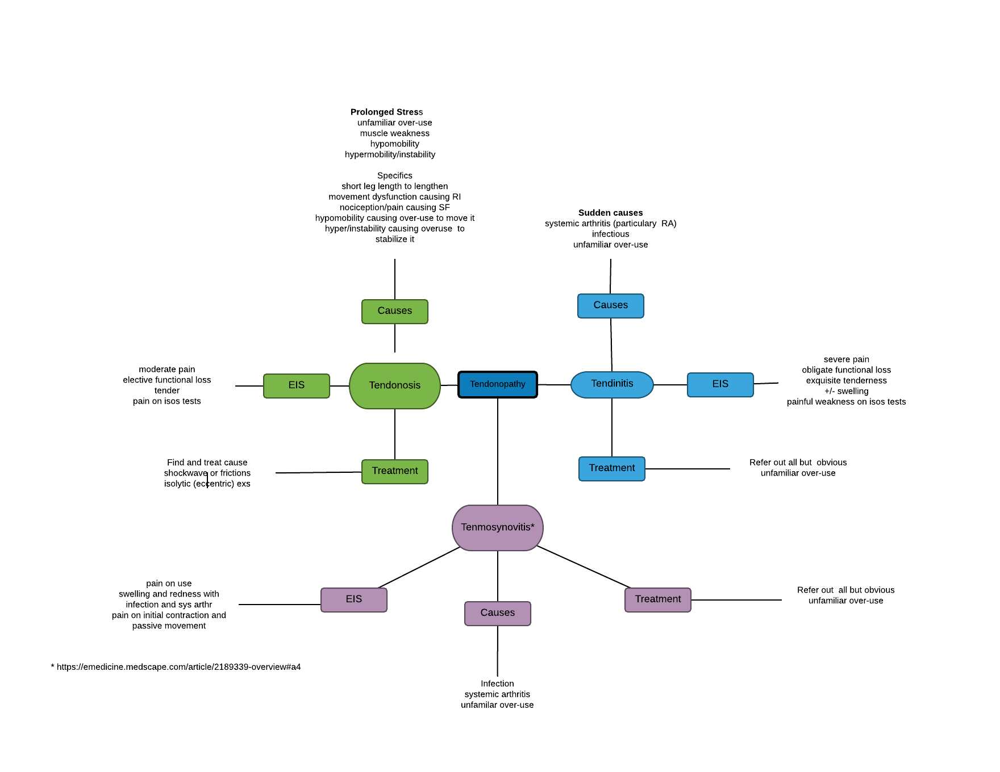 Prolonged Stress
unfamiliar over-use
muscle weakness
hypomobility
hypermobility/instability
Specifics
short leg length to lengthen
movement dysfunction causing RI
nociception/pain causing SF
hypomobility causing over-use to move it
hyper/instability causing overuse to
stabilize it
Sudden causes
systemic arthritis (particulary RA)
infectious
unfamiliar over-use
Causes
Causes
moderate pain
elective functional loss
tender
pain on isos tests
EIS
Tendonosis
Tendonopathy
Tendinitis
EIS
severe pain
obligate functional loss
exquisite tenderness
+/- swelling
painful weakness on isos tests
Find and treat cause
shockwave or frictions
isolytic (eccentric) exs
Treatment
Treatment
Refer out all but obvious
unfamiliar over-use
Tenmosynovitis*
pain on use
swelling and redness with
infection and sys arthr
pain on initial contraction and
passive movement
EIS
Causes
Treatment
Refer out all but obvious
unfamiliar over-use
* https://emedicine.medscape.com/article/2189339-overview#a4
Infection
systemic arthritis
unfamilar over-use